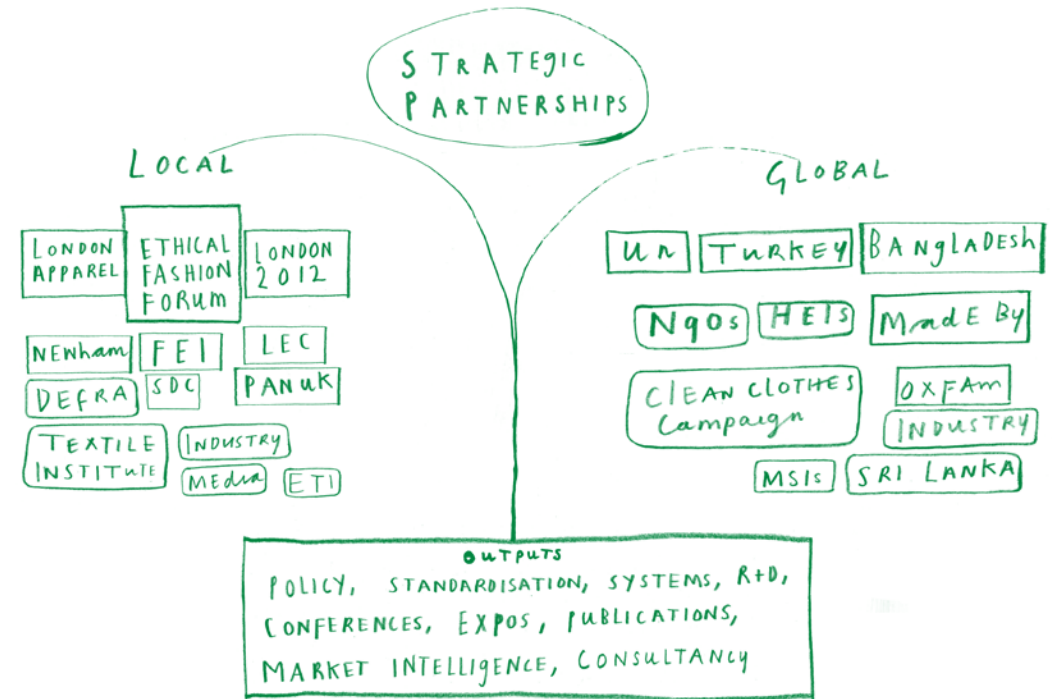 STRATEgIC
PARTNERSHIPS
LOCAL
LONDON
APPAREL
ETHICAL
FASHION
FORUM
LONDON
2012
NEWham
FEI
LEC
DEFRA
SDC
PANUK
TEXTILE
INSTITUTE
INDUSTRY
MEdia
ETI
GLOBAL
Un
TURKEY
BANglADESh
NgOs
HEIs
MadE By
ClEAN CLOTHES
Campaign
OXFAm
INDUSTRY
MSIs
SRI LANKA
OUTPUTS
POLICY, STANDARDISATION, SYSTEMS, R+D,
CONFERENCES, EXPOS, PUBLICATIONS,
MARKET INTELLIgENCE, CONSULTANCY